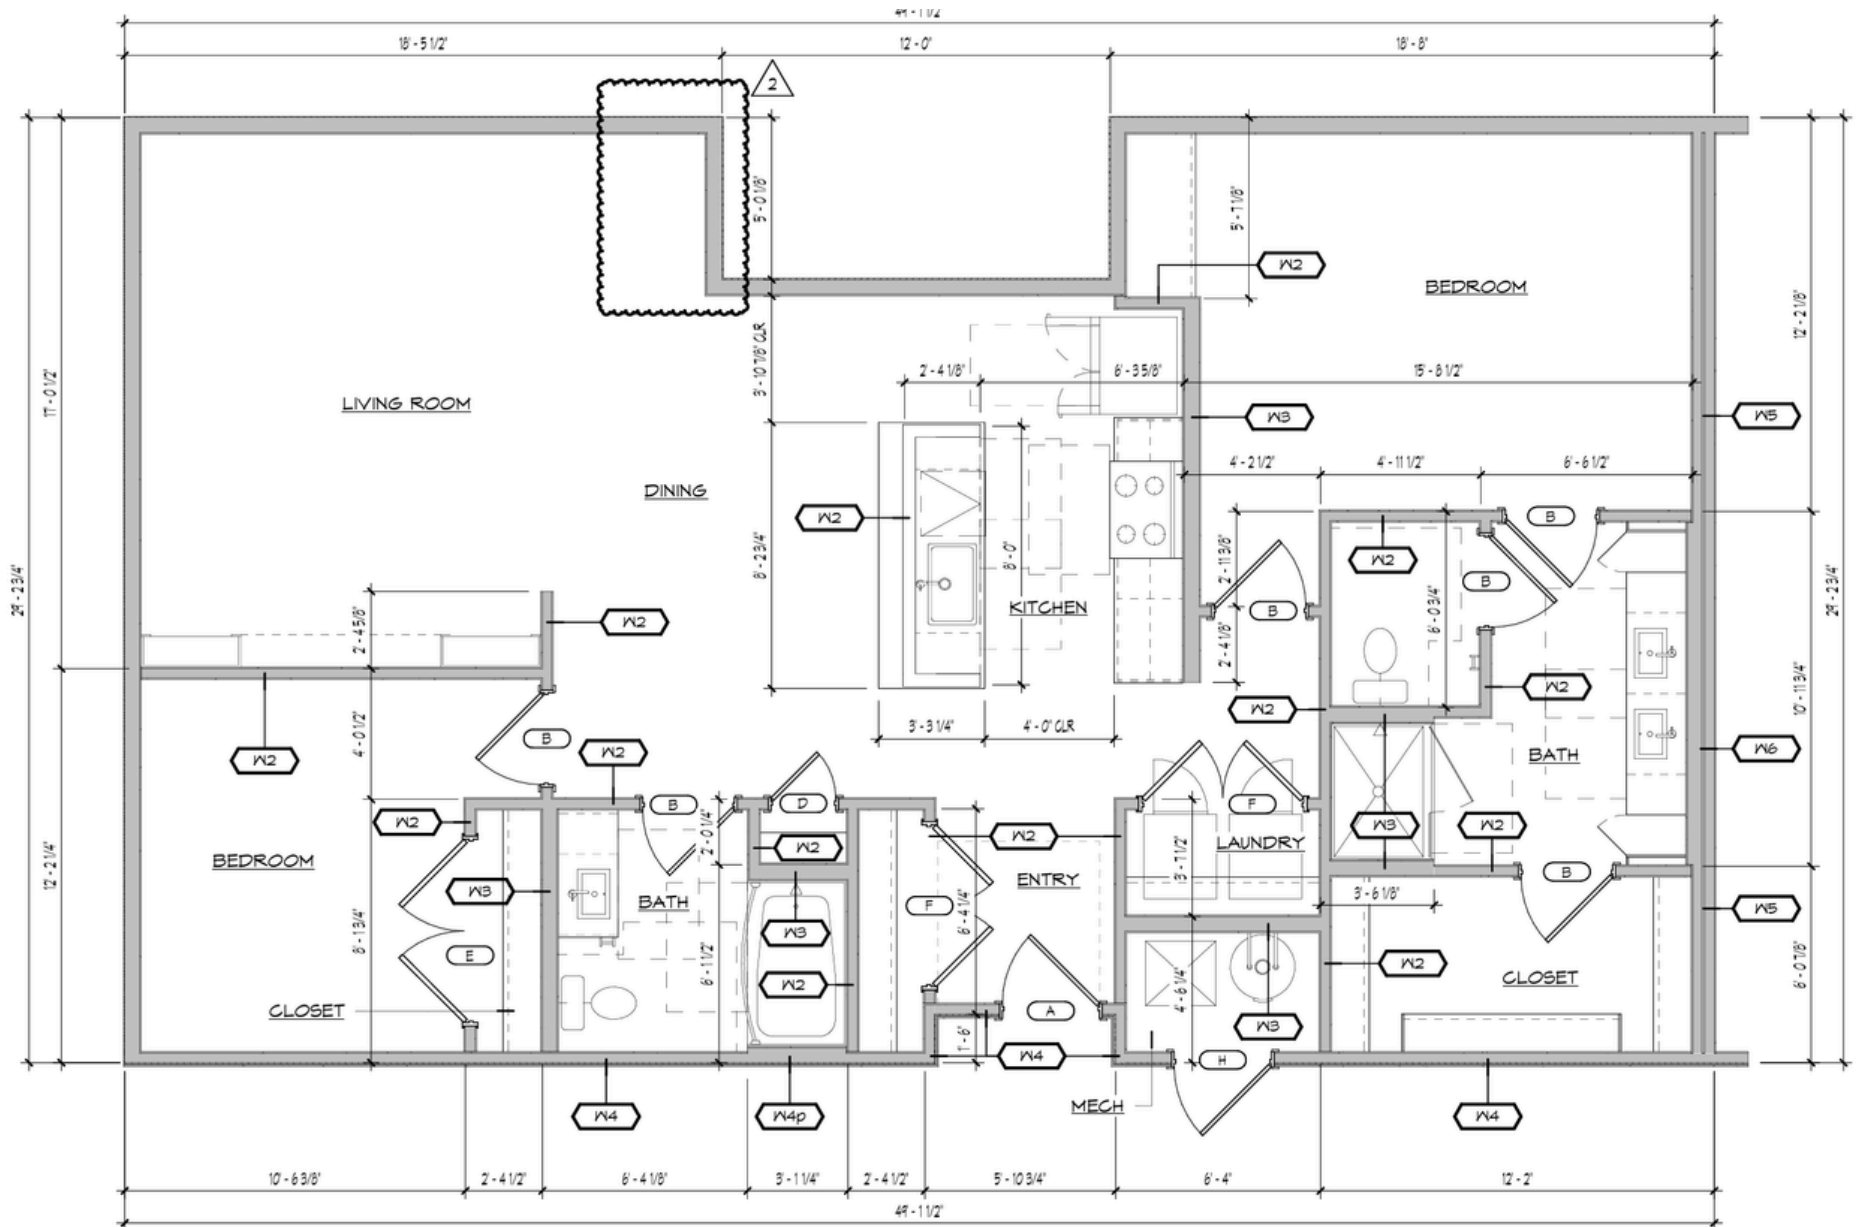 49' - 1 1/2"
18' - 5 1/2"
12' - 0"
18' - 8"
2
5' - 0 1/8"
5' - 7 1/8"
W2
BEDROOM
12' - 2 1/8"
17' - 0 1/2"
3' - 10 7/8" CLR
2' - 4 1/8"
6' - 3 5/8"
15' - 8 1/2"
LIVING ROOM
W3
W5
4' - 2 1/2"
4' - 11 1/2"
6' - 6 1/2"
DINING
W2
B
8' - 2 3/4"
8' - 0"
2' - 11 3/8"
W2
B
29' - 2 3/4"
29' - 2 3/4"
KITCHEN
B
6' - 0 3/4"
2' - 4 5/8"
W2
2' - 4 1/8"
W2
W2
10' - 11 3/4"
3' - 3 1/4"
4' - 0" CLR
4' - 0 1/2"
B
W2
W2
BATH
W6
W2
B
D
F
W2
2' - 0 1/4"
W2
W2
LAUNDRY
W3
W2
BEDROOM
12' - 2 1/4"
3' - 7 1/2"
W3
BATH
ENTRY
B
3' - 6 1/8"
F
6' - 4 1/4"
W5
8' - 1 3/4"
W3
E
6' - 1 1/2"
W2
4' - 6 1/4"
W2
CLOSET
6' - 0 7/8"
CLOSET
A
W3
1' - 6"
W4
H
MECH
W4
W4p
W4
10' - 6 3/8"
2' - 4 1/2"
6' - 4 1/8"
3' - 1 1/4"
2' - 4 1/2"
5' - 10 3/4"
6' - 4"
12' - 2"
49' - 1 1/2"